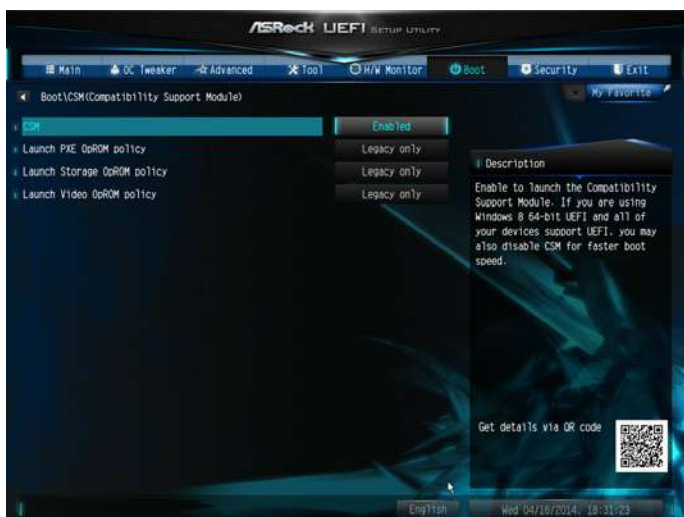 ASRock UEFI SETUP UTILITY
Main OC Tweaker Advanced Tool H/W Monitor Boot Security Exit
Boot\CSM(Compatibility Support Module)
My Favorite
CSM Enabled
Launch PXE OpROM policy Legacy only
Launch Storage OpROM policy Legacy only
Launch Video OpROM policy Legacy only
Description
Enable to launch the Compatibility
Support Module. If you are using
Windows 8 64-bit UEFI and all of
your devices support UEFI, you may
also disable CSM for faster boot
speed.
Get details via QR code
English
Wed 04/16/2014, 18:31:23